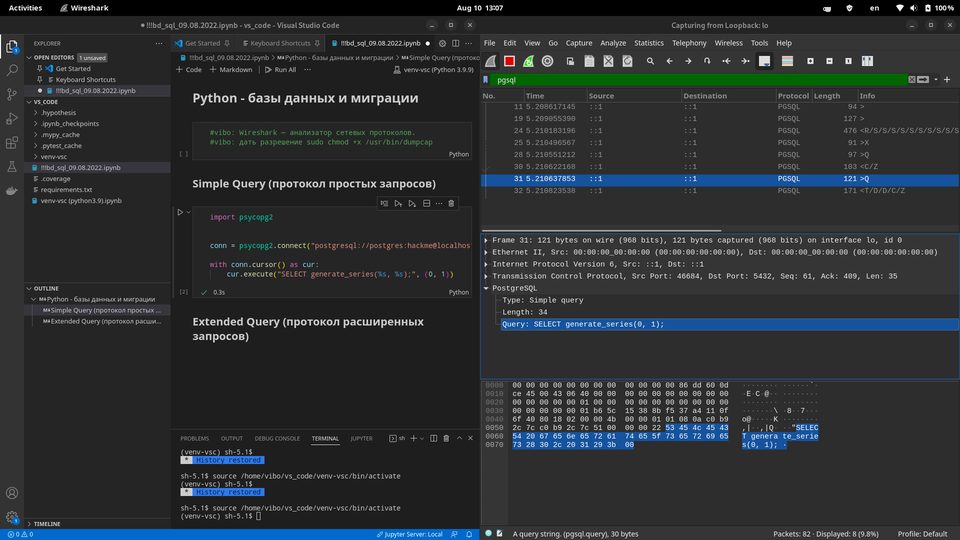 Activities Wireshark Aug 10 13:07 en 100 %
!!!bd_sql_09.08.2022.ipynb - vs_code - Visual Studio Code
EXPLORER
OPEN EDITORS 1 unsaved
Get Started
Keyboard Shortcuts
!!!bd_sql_09.08.2022.ipynb
VS_CODE
.hypothesis
.ipynb_checkpoints
.mypy_cache
.pytest_cache
venv-vsc
!!!bd_sql_09.08.2022.ipynb
.coverage
requirements.txt
venv-vsc (python3.9).ipynb
OUTLINE
Python - базы данных и миграции
Simple Query (протокол простых ...
Extended Query (протокол расши...
TIMELINE
Get Started Keyboard Shortcuts !!!bd_sql_09.08.2022.ipynb
!!!bd_sql_09.08.2022.ipynb > Python - базы данных и миграции > Simple Query (протокол прост
+ Code + Markdown Run All ... venv-vsc (Python 3.9.9)
Python - базы данных и миграции
#vibo: Wireshark — анализатор сетевых протоколов.
#vibo: дать разрешение sudo chmod +x /usr/bin/dumpcap
[ ] Python
Simple Query (протокол простых запросов)
import psycopg2
conn = psycopg2.connect("postgresql://postgres:hackme@localhos
with conn.cursor() as cur:
cur.execute("SELECT generate_series(%s, %s);", (0, 1))
[2] 0.3s Python
Extended Query (протокол расширенных
запросов)
PROBLEMS OUTPUT DEBUG CONSOLE TERMINAL JUPYTER sh
(venv-vsc) sh-5.1$
* History restored
sh-5.1$ source /home/vibo/vs_code/venv-vsc/bin/activate
(venv-vsc) sh-5.1$
* History restored
sh-5.1$ source /home/vibo/vs_code/venv-vsc/bin/activate
(venv-vsc) sh-5.1$
0 0 Jupyter Server: Local
Capturing from Loopback: lo
File Edit View Go Capture Analyze Statistics Telephony Wireless Tools Help
pgsql
No. Time Source Destination Protocol Length Info
11 5.208617145 ::1 ::1 PGSQL 94 >
19 5.209055390 ::1 ::1 PGSQL 127 >
24 5.210183196 ::1 ::1 PGSQL 476 <R/S/S/S/S/S/S/S/S/S/S/S
25 5.210496567 ::1 ::1 PGSQL 91 >X
28 5.210551212 ::1 ::1 PGSQL 97 >Q
30 5.210622168 ::1 ::1 PGSQL 103 <C/Z
31 5.210637853 ::1 ::1 PGSQL 121 >Q
32 5.210823538 ::1 ::1 PGSQL 171 <T/D/D/C/Z
Frame 31: 121 bytes on wire (968 bits), 121 bytes captured (968 bits) on interface lo, id 0
Ethernet II, Src: 00:00:00_00:00:00 (00:00:00:00:00:00), Dst: 00:00:00_00:00:00 (00:00:00:00:00:00)
Internet Protocol Version 6, Src: ::1, Dst: ::1
Transmission Control Protocol, Src Port: 46684, Dst Port: 5432, Seq: 61, Ack: 409, Len: 35
PostgreSQL
Type: Simple query
Length: 34
Query: SELECT generate_series(0, 1);
0000 00 00 00 00 00 00 00 00 00 00 00 00 86 dd 60 0d
0010 ce 45 00 43 06 40 00 00 00 00 00 00 00 00 00 00
0020 00 00 00 00 00 01 00 00 00 00 00 00 00 00 00 00
0030 00 00 00 00 00 01 b6 5c 15 38 8b f5 37 a4 11 0f
0040 6f 40 80 18 02 00 00 4b 00 00 01 01 08 0a c0 b9
0050 2c 7c c0 b9 2c 7c 51 00 00 00 22 53 45 4c 45 43
0060 54 20 67 65 6e 65 72 61 74 65 5f 73 65 72 69 65
0070 73 28 30 2c 20 31 29 3b 00
A query string. (pgsql.query), 30 bytes Packets: 82 · Displayed: 8 (9.8%) Profile: Default